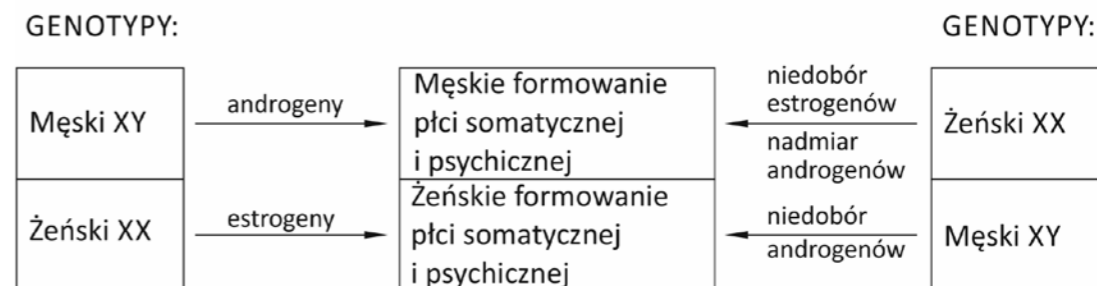 GENOTYPY:
GENOTYPY:
Męski XY
androgeny
Męskie formowanie
płci somatycznej
i psychicznej
niedobór
estrogenów
nadmiar
androgenów
Żeński XX
Żeński XX
estrogeny
Żeńskie formowanie
płci somatycznej
i psychicznej
niedobór
androgenów
Męski XY